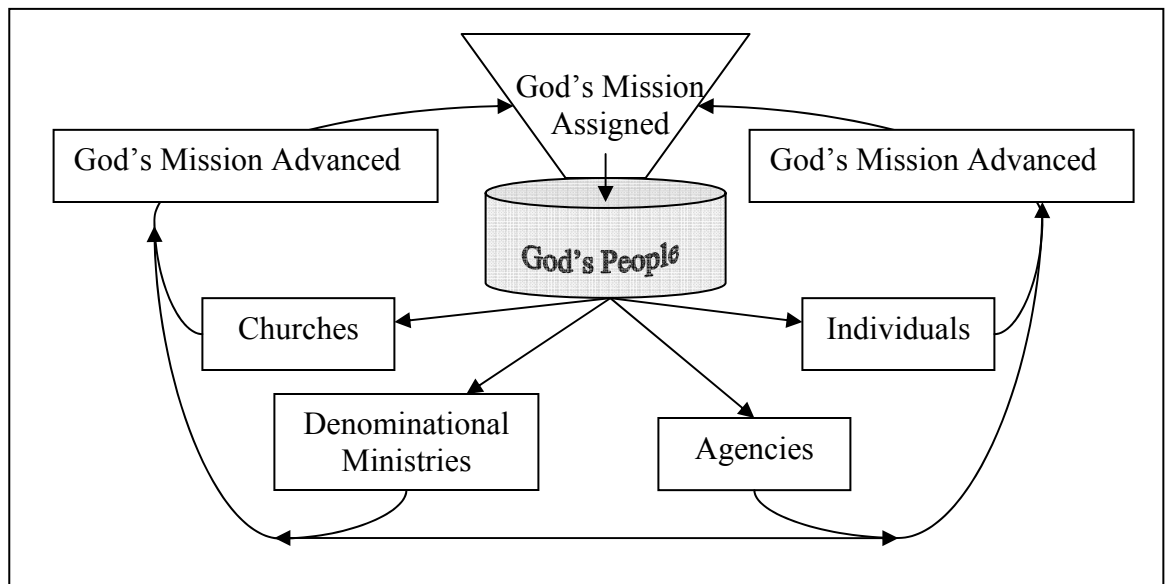 God’s Mission
Assigned
God’s Mission Advanced
God’s Mission Advanced
God’s People
Churches
Individuals
Denominational
Ministries
Agencies